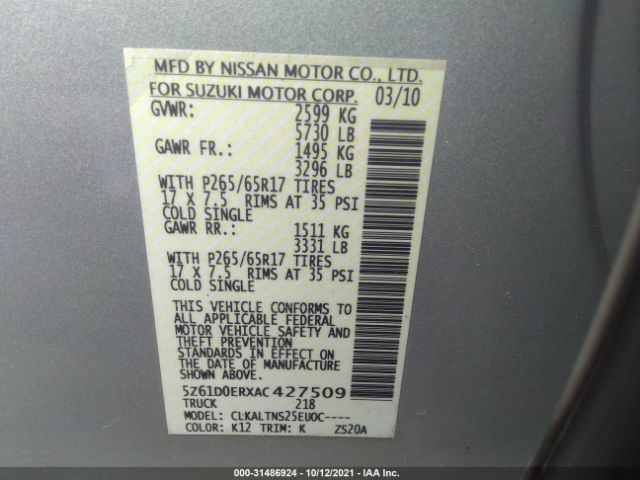 MFD BY NISSAN MOTOR CO., LTD.
FOR SUZUKI MOTOR CORP. 03/10
GVWR: 2599 KG
5730 LB
GAWR FR.: 1495 KG
3296 LB
WITH P265/65R17 TIRES
17 X 7.5 RIMS AT 35 PSI
COLD SINGLE
GAWR RR.: 1511 KG
3331 LB
WITH P265/65R17 TIRES
17 X 7.5 RIMS AT 35 PSI
COLD SINGLE
THIS VEHICLE CONFORMS TO
ALL APPLICABLE FEDERAL
MOTOR VEHICLE SAFETY AND
THEFT PREVENTION
STANDARDS IN EFFECT ON
THE DATE OF MANUFACTURE
SHOWN ABOVE.
5Z61D0ERXAC427509
TRUCK 218
MODEL: CLKALTNS25EUOC----
COLOR: K12 TRIM: K ZS20A
000-31486924 - 10/12/2021 - IAA Inc.